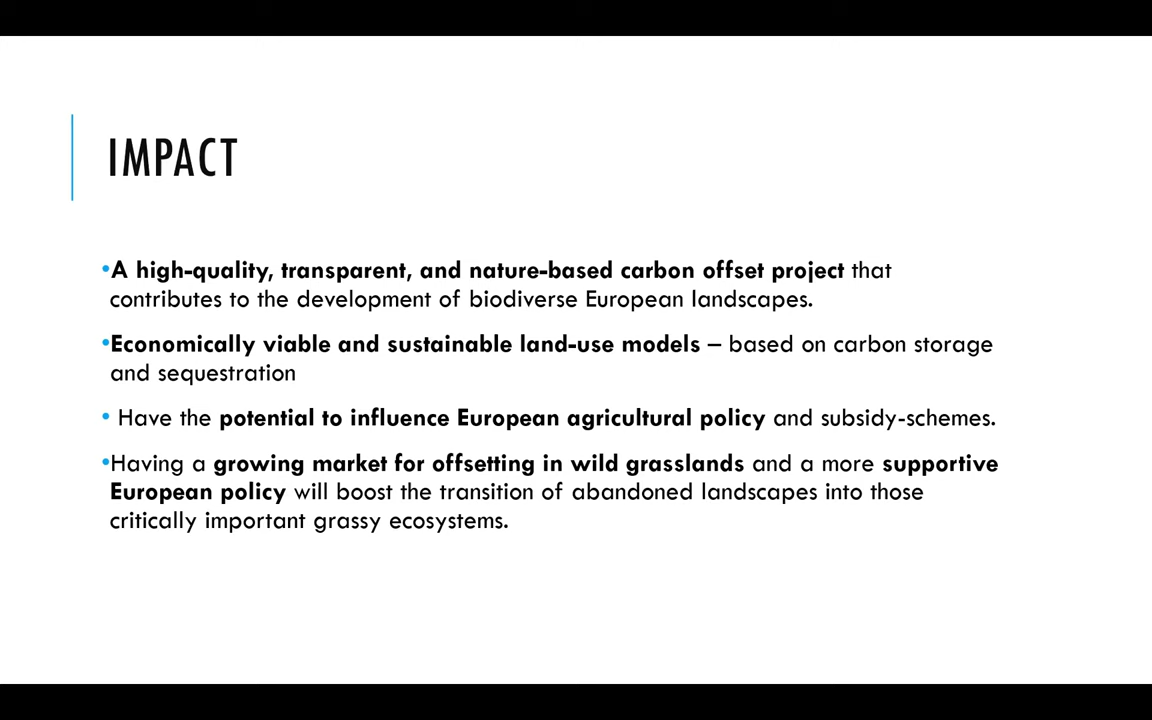 IMPACT
•A high-quality, transparent, and nature-based carbon offset project that
contributes to the development of biodiverse European landscapes.
•Economically viable and sustainable land-use models – based on carbon storage
and sequestration
• Have the potential to influence European agricultural policy and subsidy-schemes.
•Having a growing market for offsetting in wild grasslands and a more supportive
European policy will boost the transition of abandoned landscapes into those
critically important grassy ecosystems.